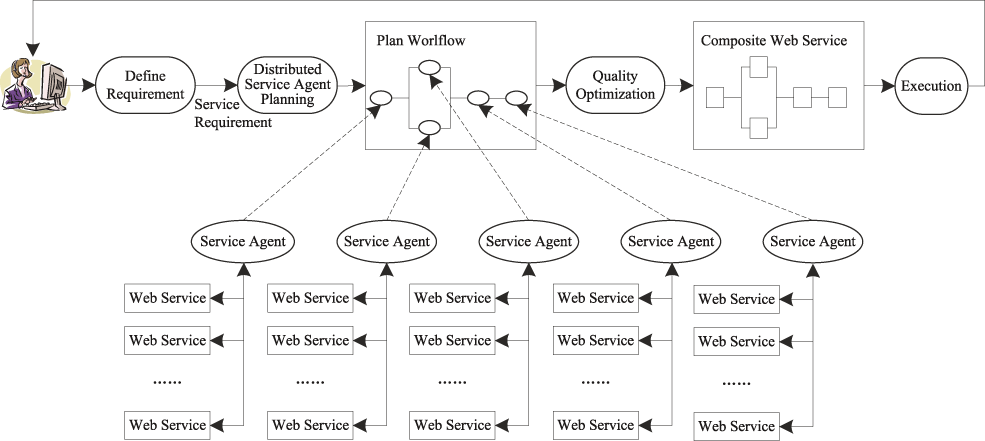 Define
Requirement
Service
Requirement
Distributed
Service Agent
Planning
Plan Worlflow
Quality
Optimization
Composite Web Service
Execution
Service Agent
Service Agent
Service Agent
Service Agent
Service Agent
Web Service
Web Service
Web Service
Web Service
Web Service
Web Service
Web Service
Web Service
Web Service
Web Service
......
......
......
......
......
Web Service
Web Service
Web Service
Web Service
Web Service